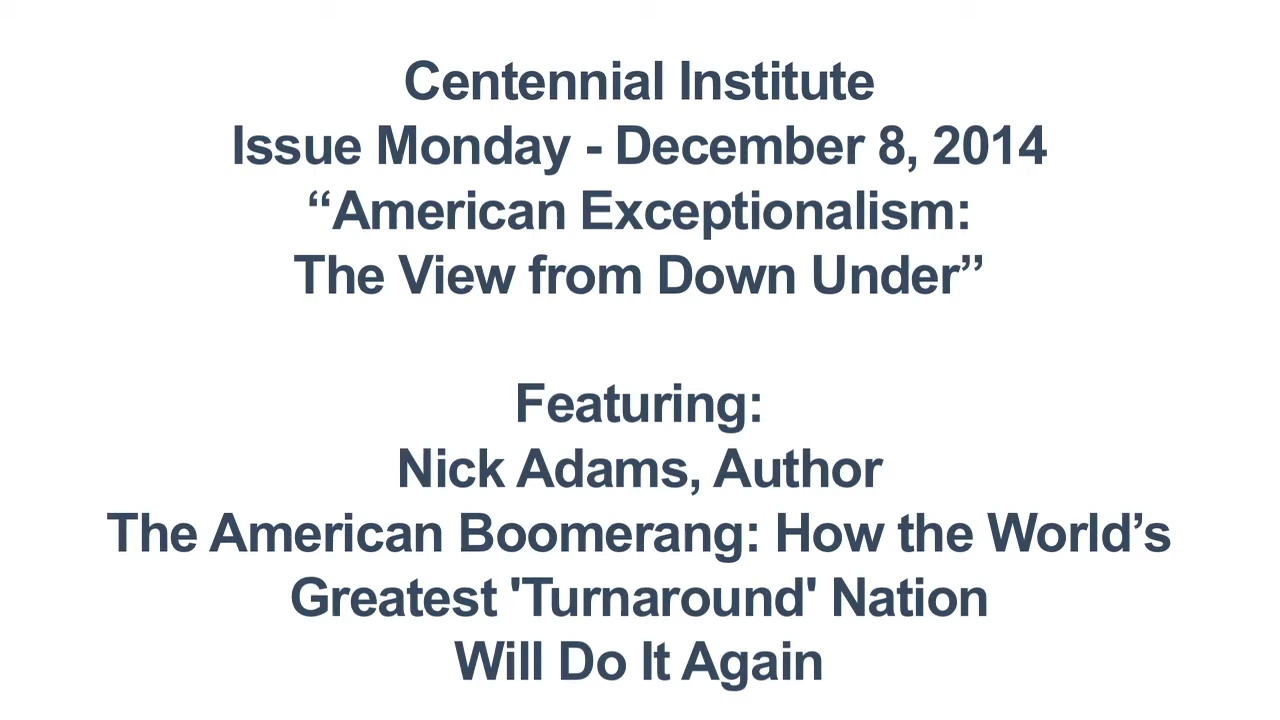 Centennial Institute
Issue Monday - December 8, 2014
“American Exceptionalism:
The View from Down Under”
Featuring:
Nick Adams, Author
The American Boomerang: How the World’s
Greatest 'Turnaround' Nation
Will Do It Again